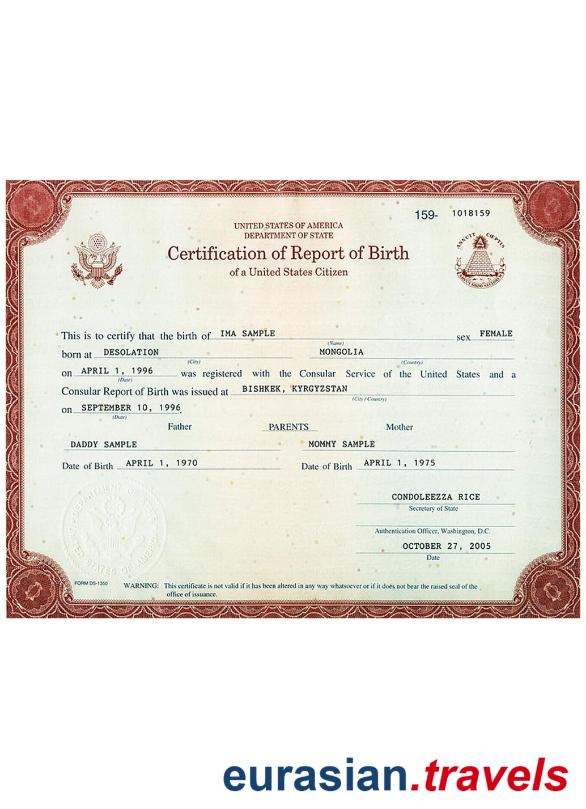 159- 1018159
UNITED STATES OF AMERICA
DEPARTMENT OF STATE
Certification of Report of Birth
of a United States Citizen
ANNUIT CŒPTIS
This is to certify that the birth of IMA SAMPLE sex FEMALE
(Name)
born at DESOLATION MONGOLIA
(City) (Country)
on APRIL 1, 1996 was registered with the Consular Service of the United States and a
(Date)
Consular Report of Birth was issued at BISHKEK, KYRGYZSTAN
(City / Country)
on SEPTEMBER 10, 1996
(Date)
Father PARENTS Mother
DADDY SAMPLE MOMMY SAMPLE
Date of Birth APRIL 1, 1970 Date of Birth APRIL 1, 1975
CONDOLEEZZA RICE
Secretary of State
Authentication Officer, Washington, D.C.
OCTOBER 27, 2005
Date
FORM DS-1350 WARNING: This certificate is not valid if it has been altered in any way whatsoever or if it does not bear the raised seal of the
office of issuance.
eurasian.travels